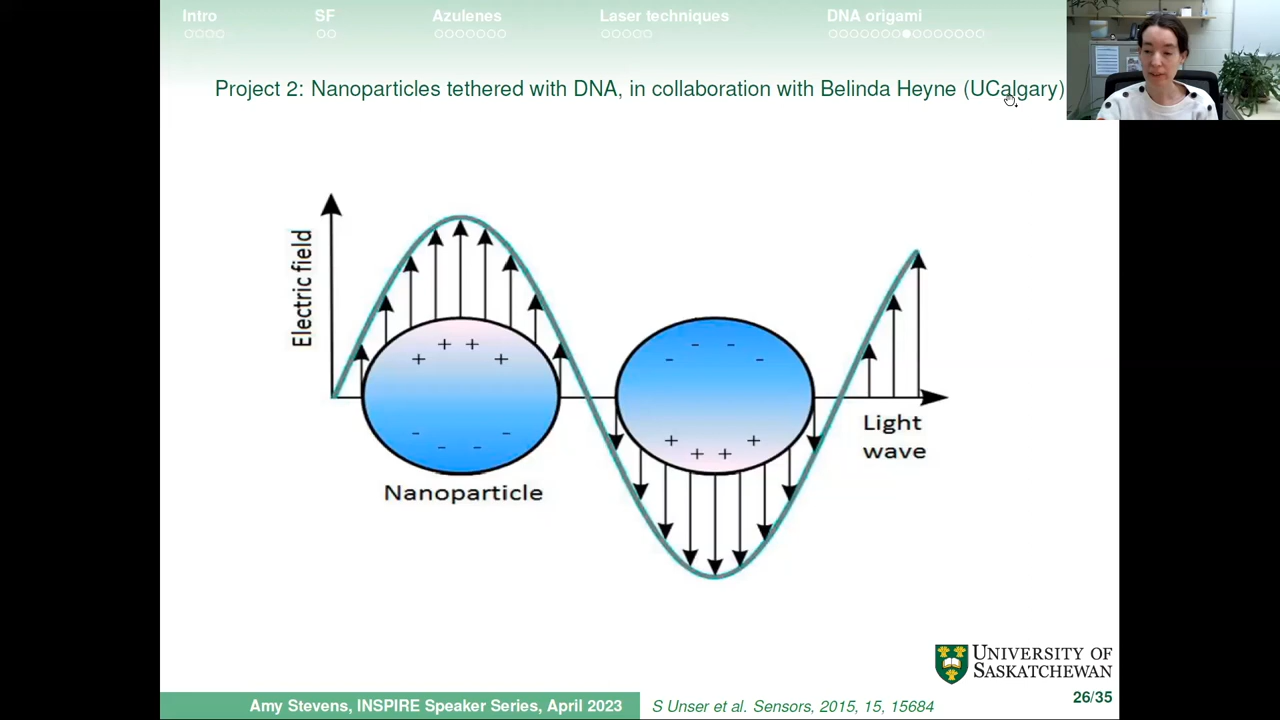 Intro SF Azulenes Laser techniques DNA origami
Project 2: Nanoparticles tethered with DNA, in collaboration with Belinda Heyne (UCalgary)
Electric field
+ + + +
- - - -
Nanoparticle
- - - -
+ + + +
Light
wave
UNIVERSITY OF
SASKATCHEWAN
26/35
Amy Stevens, INSPIRE Speaker Series, April 2023 S Unser et al. Sensors, 2015, 15, 15684